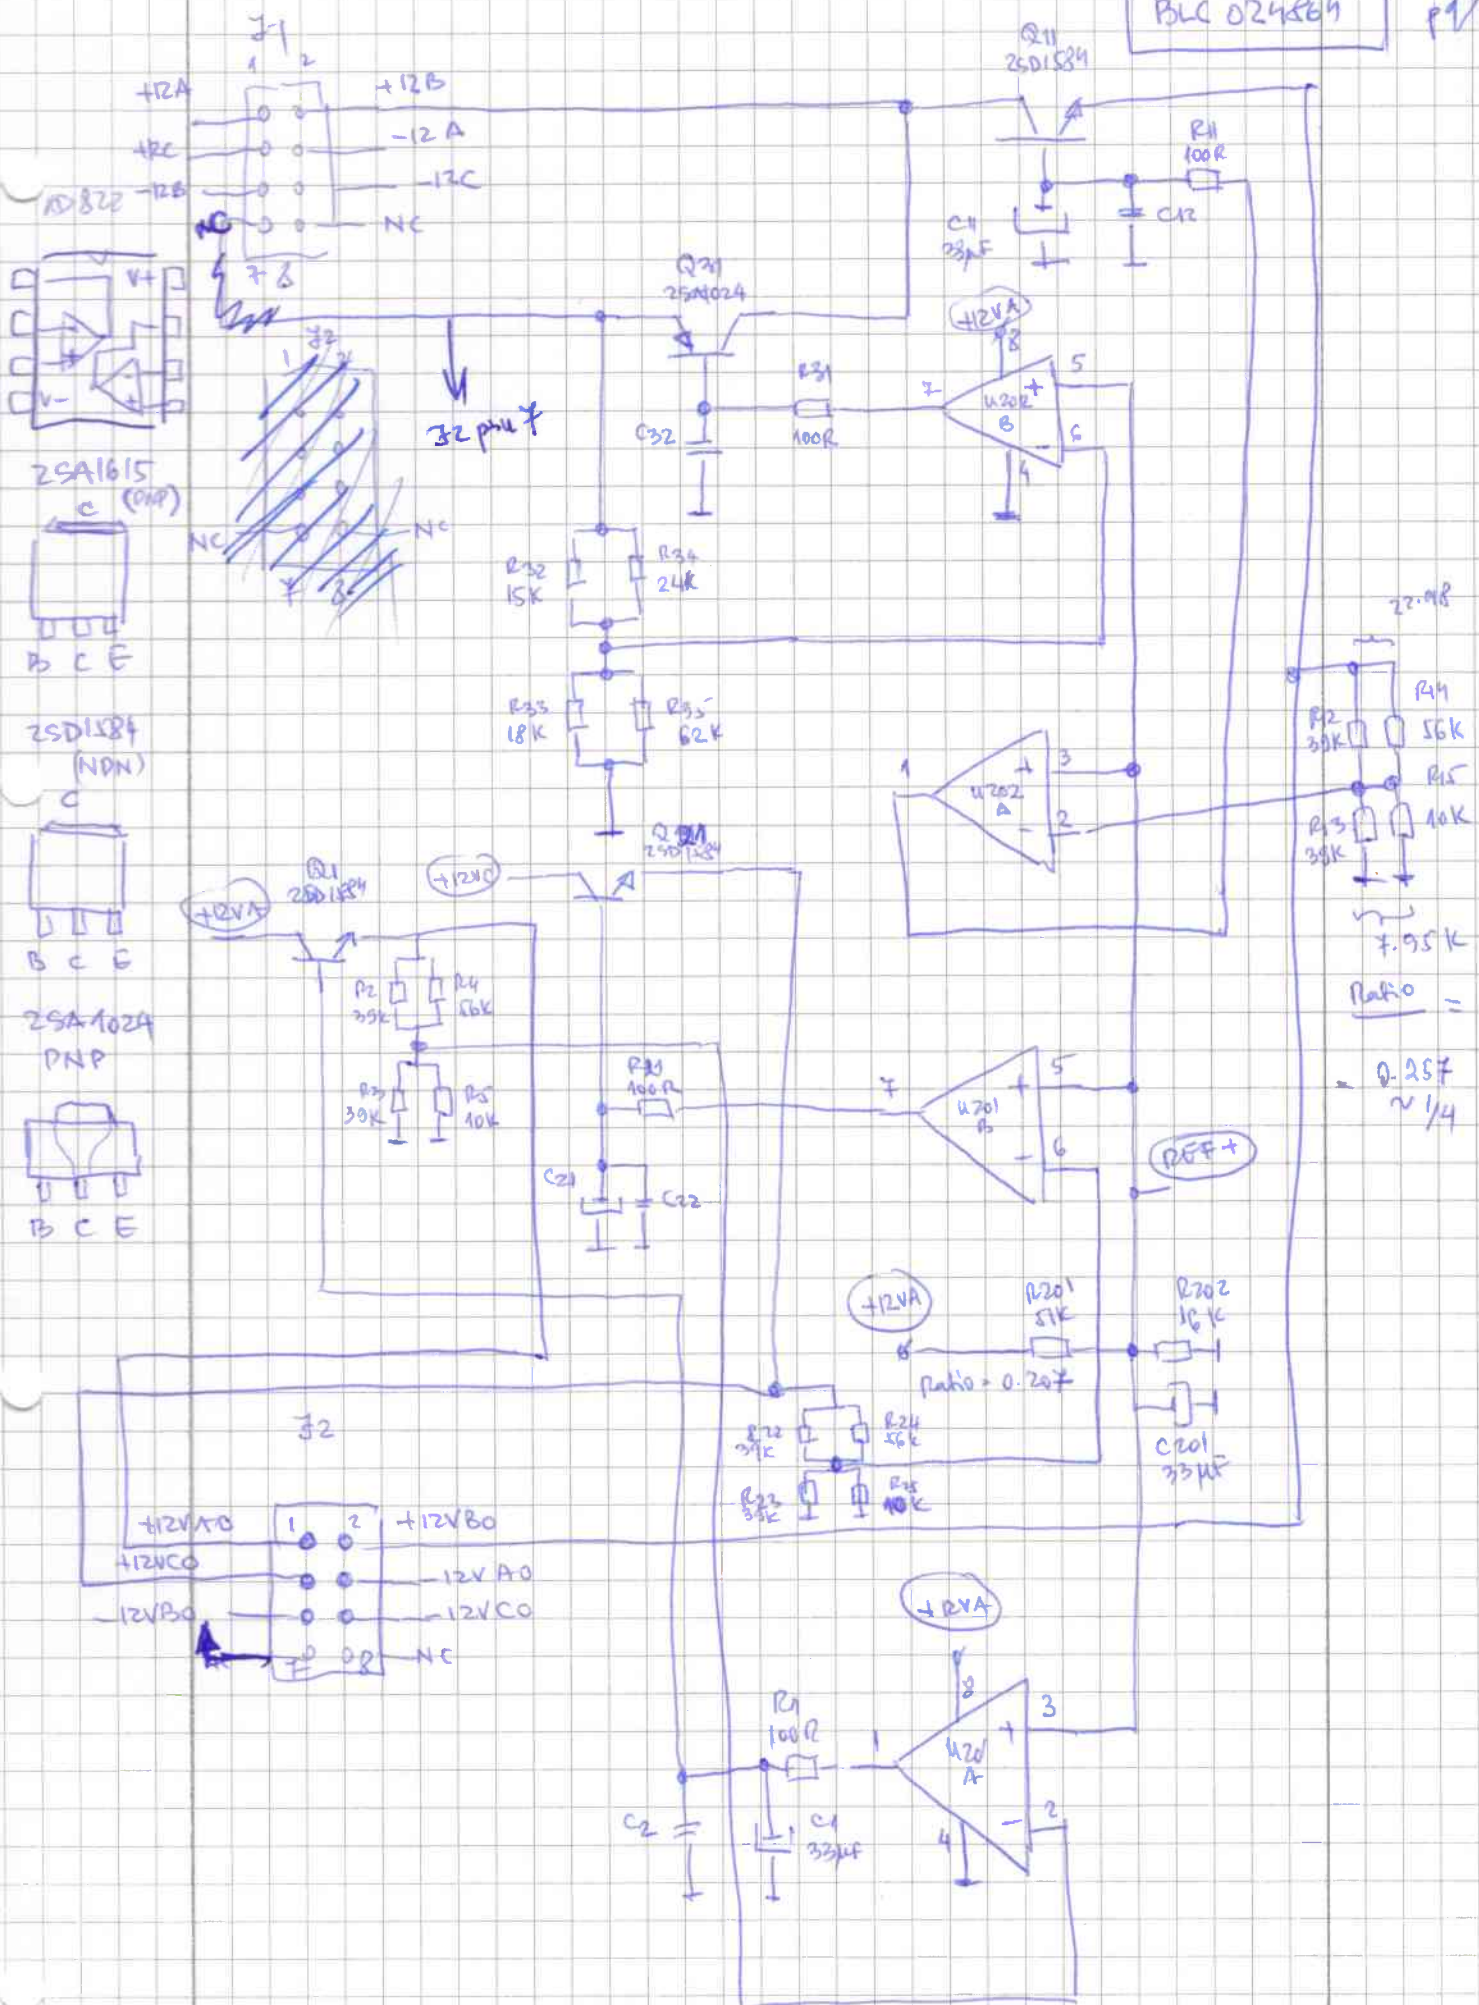 BLC 024864
p1/
J1
1 2
+12A
+12B
+12C
-12A
-12B
-12C
NC
NC
7 8
Q11
2SD1584
R11
100R
C11
33µF
C12
AD822
V+
V-
Q31
2SA1024
+12VA
8
7
5
U202
B
6
4
R31
100R
C32
J2 pin 7
J2
1 2
NC
NC
7 8
2SA1615
(PNP)
C
B C E
R32
15K
R34
24K
R33
18K
R35
62K
2SD1584
(NPN)
C
B C E
22.98
R12
39K
R14
56K
R13
39K
R15
10K
7.95K
Ratio =
= 0.257
~ 1/4
1
3
U202
A
2
Q21
2SD1584
+12VC
Q1
2SD1584
+12VA
R2
39K
R4
56K
R3
39K
R5
10K
2SA1024
PNP
B C E
R21
100R
7
5
U201
B
6
C21
C22
REF+
+12VA
R201
51K
R202
16K
Ratio = 0.207
C201
33µF
R22
39K
R24
56K
R23
39K
R25
10K
J2
+12VAO
1 2
+12VBO
+12VCO
-12VAO
-12VBO
-12VCO
7 8
NC
+12VA
8
R1
100R
1
3
U201
A
2
4
C2
C1
33µF